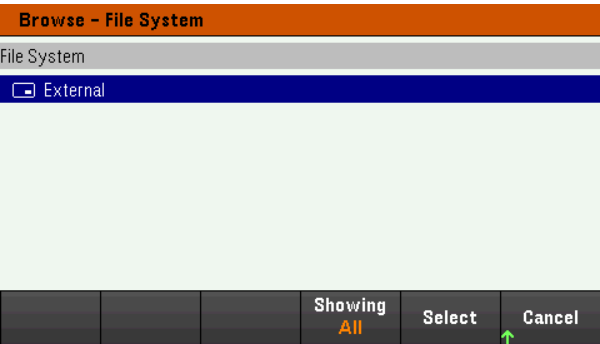 Browse - File System
File System
External
Showing
All
Select
Cancel